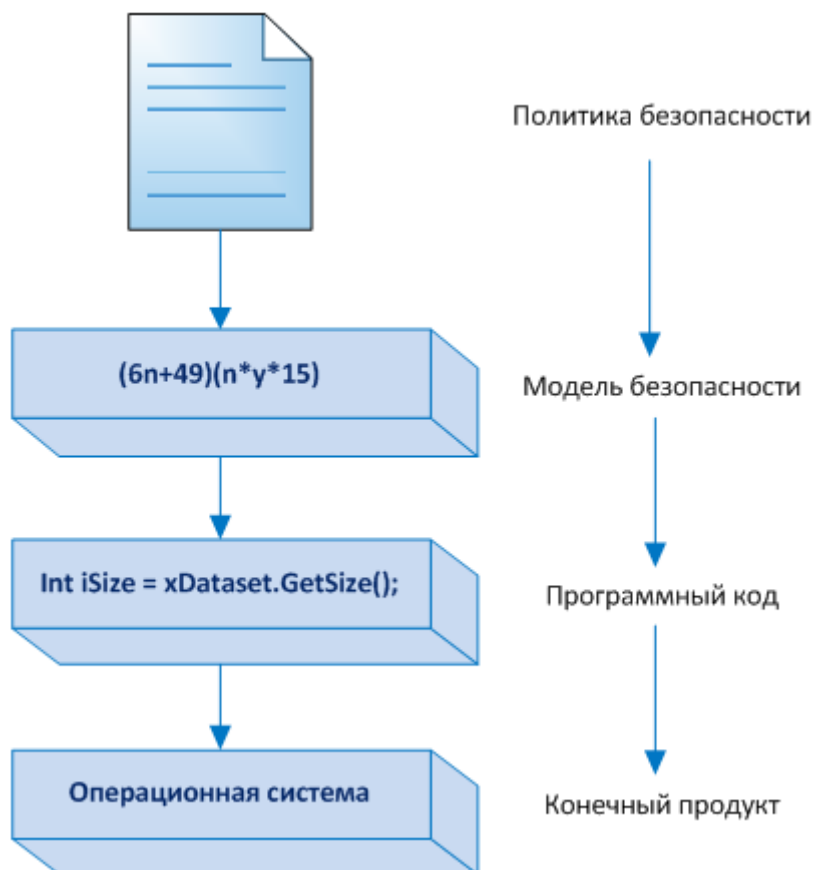 Политика безопасности
(6n+49)(n*y*15)
Модель безопасности
Int iSize = xDataset.GetSize();
Программный код
Операционная система
Конечный продукт